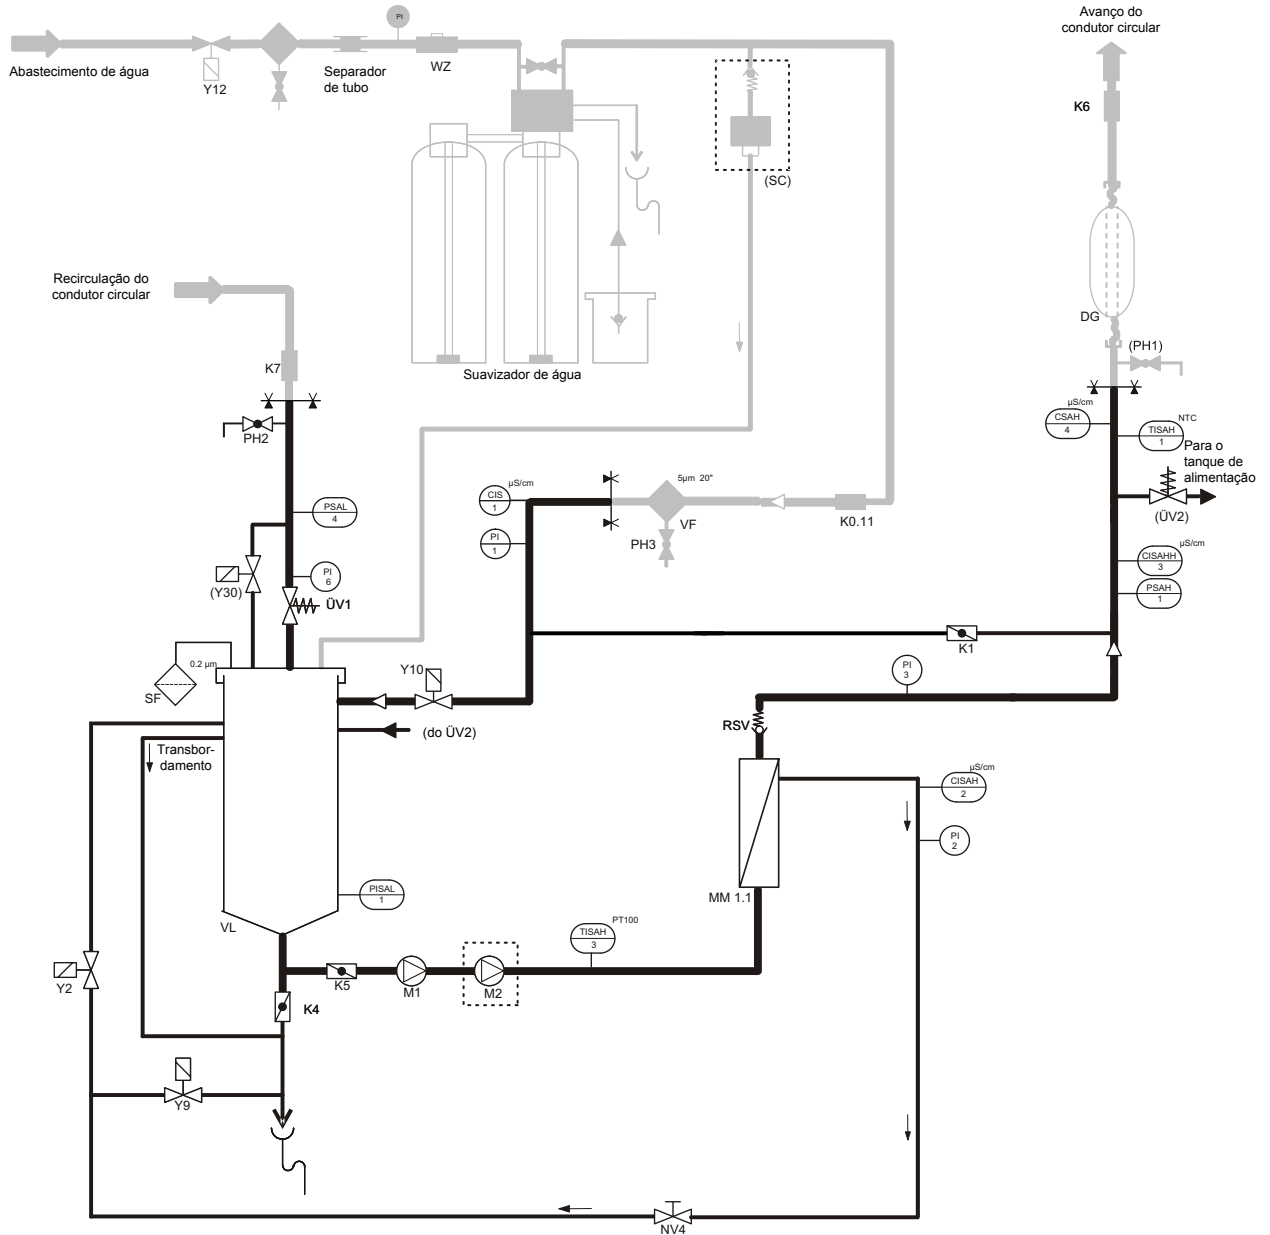 Avanço do
condutor circular
PI
Abastecimento de água
Y12
Separador
de tubo
WZ
K6
(SC)
Recirculação do
condutor circular
K7
Suavizador de água
DG
(PH1)
PH2
µS/cm
CSAH
4
NTC
TISAH
1
Para o
tanque de
alimentação
(ÜV2)
PSAL
4
µS/cm
CIS
1
5µm 20"
VF
K0.11
PI
1
PH3
µS/cm
CISAHH
3
PSAH
1
(Y30)
PI
6
ÜV1
K1
0.2 µm
SF
Y10
PI
3
(do ÜV2)
RSV
Transbor-
damento
µS/cm
CISAH
2
PI
2
PISAL
1
MM 1.1
VL
PT100
TISAH
3
Y2
K5
M1
M2
K4
Y9
NV4